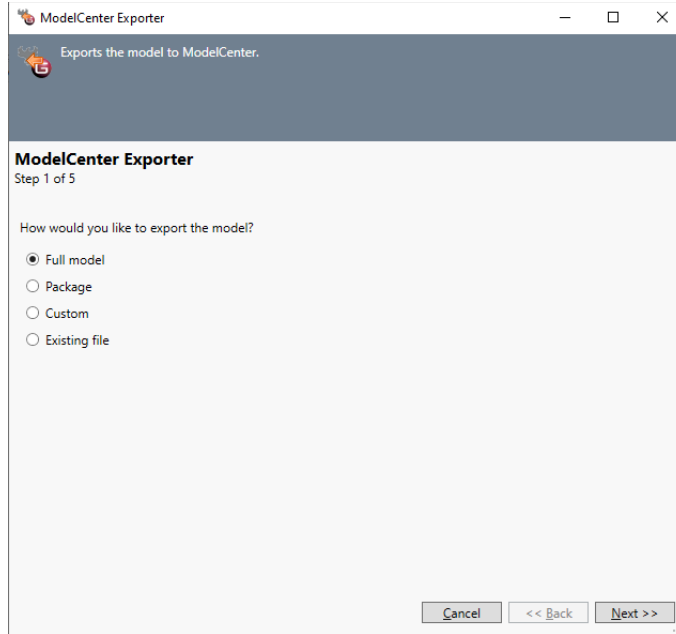 ModelCenter Exporter
Exports the model to ModelCenter.
ModelCenter Exporter
Step 1 of 5
How would you like to export the model?
Full model
Package
Custom
Existing file
Cancel << Back Next >>